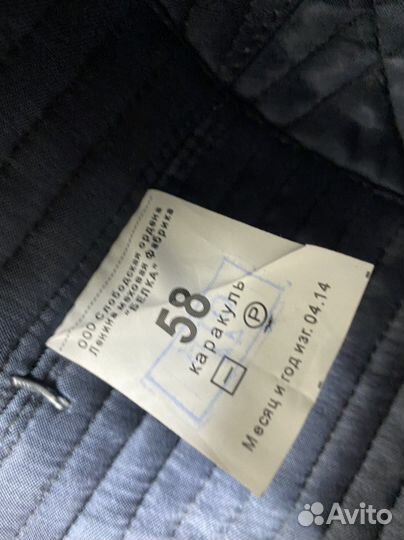 ООО Слободская ордена
Ленина меховая фабрика
"БЕЛКА"
58
каракуль
P
Месяц и год изг. 04.14
Avito